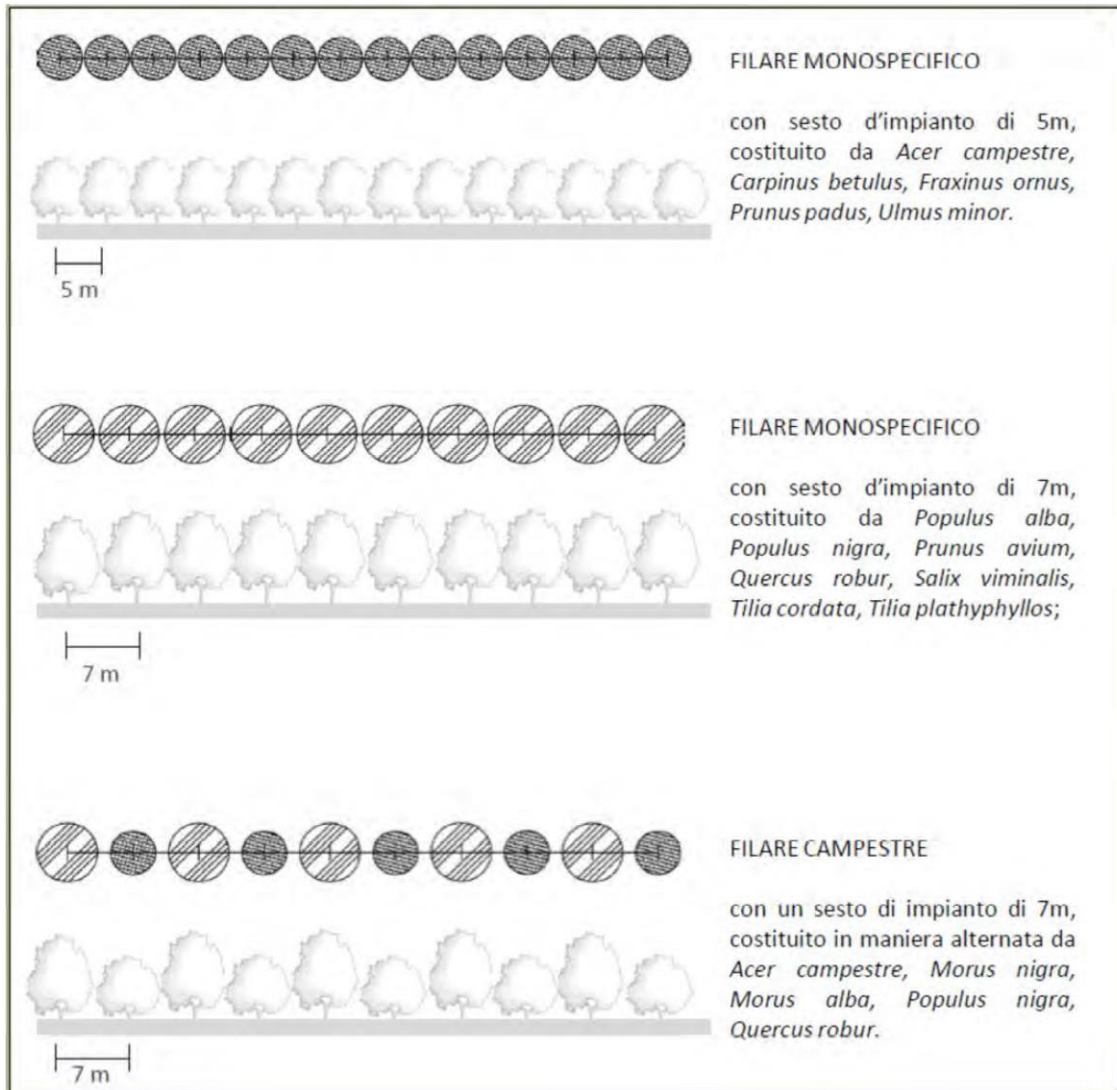 FILARE MONOSPECIFICO
con sesto d'impianto di 5m,
costituito da Acer campestre,
Carpinus betulus, Fraxinus ornus,
Prunus padus, Ulmus minor.
5 m
FILARE MONOSPECIFICO
con sesto d'impianto di 7m,
costituito da Populus alba,
Populus nigra, Prunus avium,
Quercus robur, Salix viminalis,
Tilia cordata, Tilia plathyphyllos;
7 m
FILARE CAMPESTRE
con un sesto di impianto di 7m,
costituito in maniera alternata da
Acer campestre, Morus nigra,
Morus alba, Populus nigra,
Quercus robur.
7 m